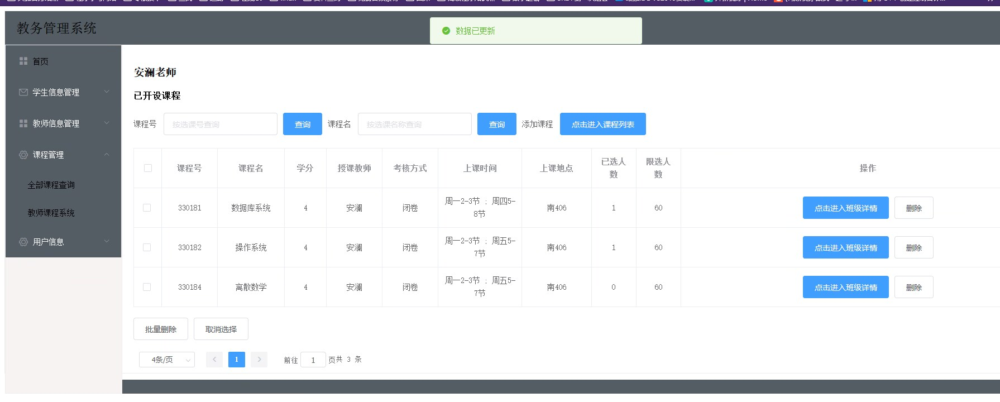 教务管理系统
数据已更新
首页
学生信息管理
教师信息管理
课程管理
全部课程查询
教师课程系统
用户信息
安澜老师
已开设课程
课程号 按选课号查询 查询 课程名 按选课名称查询 查询 添加课程 点击进入课程列表
课程号 课程名 学分 授课教师 考核方式 上课时间 上课地点 已选人数 限选人数 操作
330181 数据库系统 4 安澜 闭卷 周一2-3节 ; 周四5-8节 南406 1 60 点击进入班级详情 删除
330182 操作系统 4 安澜 闭卷 周一2-3节 ; 周五5-7节 南406 1 60 点击进入班级详情 删除
330184 离散数学 4 安澜 闭卷 周一2-3节 ; 周五5-7节 南406 0 60 点击进入班级详情 删除
批量删除 取消选择
4条/页 1 前往 1 页共 3 条